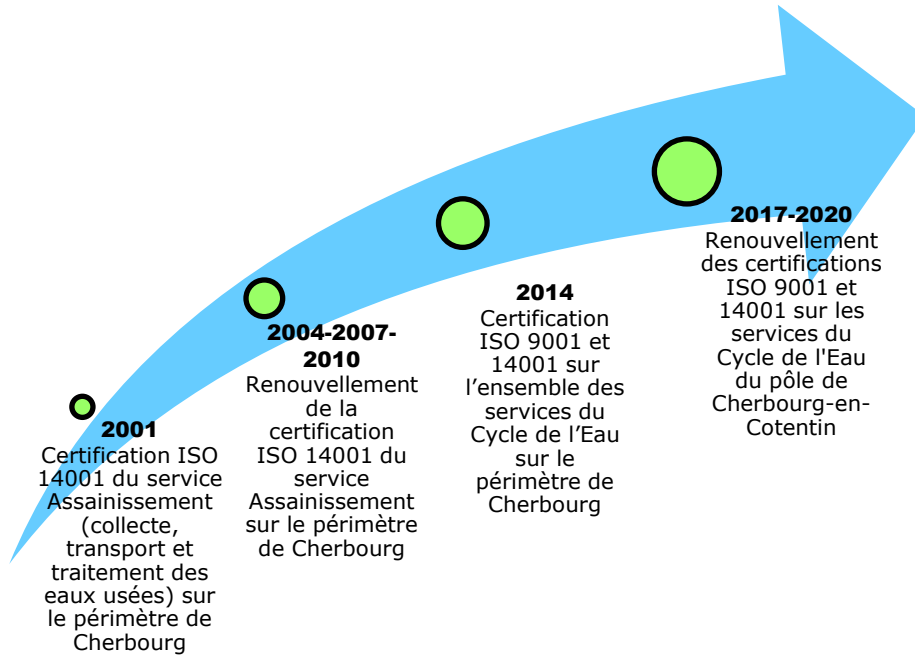 2001
Certification ISO
14001 du service
Assainissement
(collecte,
transport et
traitement des
eaux usées) sur
le périmètre de
Cherbourg
2004-2007-
2010
Renouvellement
de la
certification
ISO 14001 du
service
Assainissement
sur le périmètre
de Cherbourg
2014
Certification
ISO 9001 et
14001 sur
l’ensemble des
services du
Cycle de l’Eau
sur le
périmètre de
Cherbourg
2017-2020
Renouvellement
des certifications
ISO 9001 et
14001 sur les
services du
Cycle de l'Eau
du pôle de
Cherbourg-en-
Cotentin